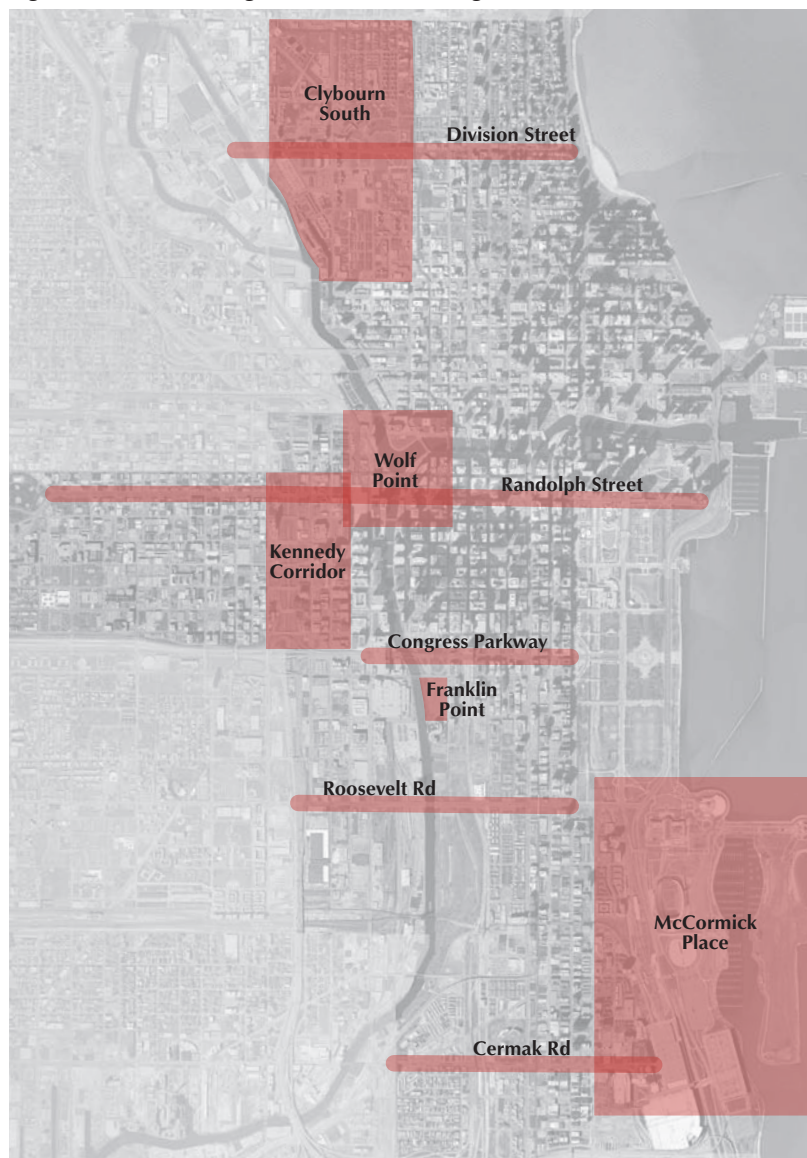 Clybourn
South
Division Street
Wolf
Point
Randolph Street
Kennedy
Corridor
Congress Parkway
Franklin
Point
Roosevelt Rd
McCormick
Place
Cermak Rd